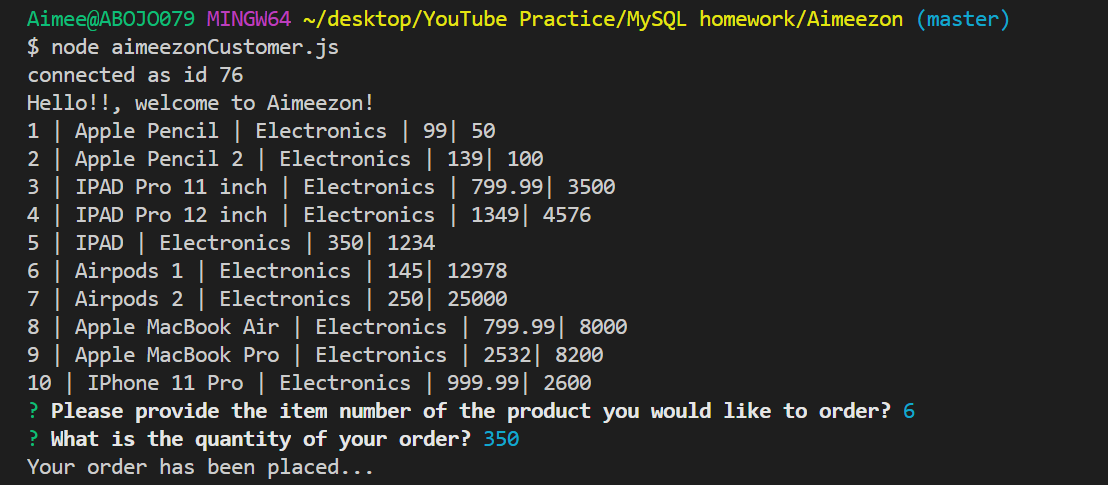 Aimee@ABOJO079 MINGW64 ~/desktop/YouTube Practice/MySQL homework/Aimeezon (master)
$ node aimeezonCustomer.js
connected as id 76
Hello!!, welcome to Aimeezon!
1 | Apple Pencil | Electronics | 99| 50
2 | Apple Pencil 2 | Electronics | 139| 100
3 | IPAD Pro 11 inch | Electronics | 799.99| 3500
4 | IPAD Pro 12 inch | Electronics | 1349| 4576
5 | IPAD | Electronics | 350| 1234
6 | Airpods 1 | Electronics | 145| 12978
7 | Airpods 2 | Electronics | 250| 25000
8 | Apple MacBook Air | Electronics | 799.99| 8000
9 | Apple MacBook Pro | Electronics | 2532| 8200
10 | IPhone 11 Pro | Electronics | 999.99| 2600
? Please provide the item number of the product you would like to order? 6
? What is the quantity of your order? 350
Your order has been placed...